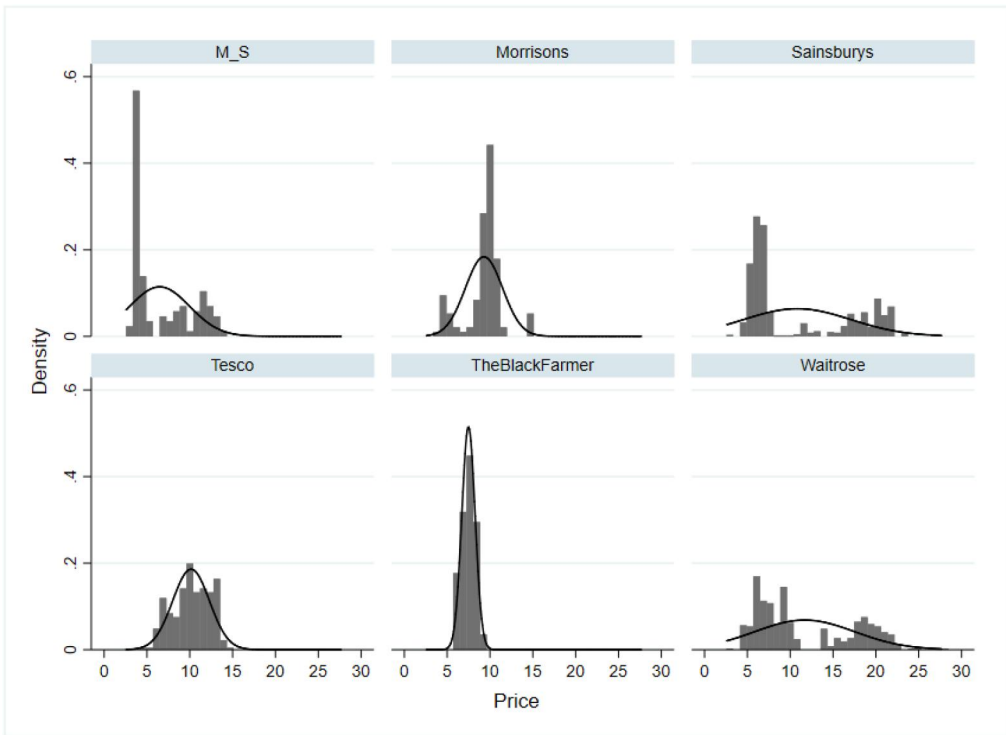 M_S Morrisons Sainsburys
.6
.4
.2
0
Tesco TheBlackFarmer Waitrose
.6
.4
.2
0
0 5 10 15 20 25 30 0 5 10 15 20 25 30 0 5 10 15 20 25 30
Density
Price